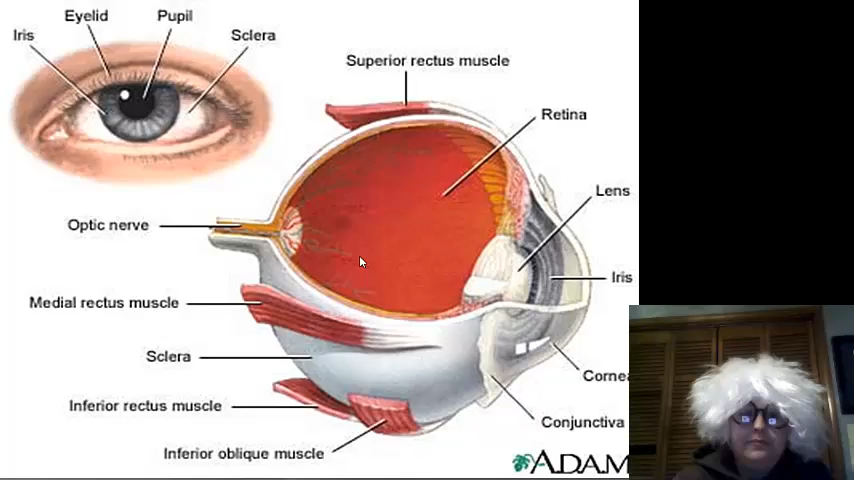 Eyelid
Pupil
Iris
Sclera
Superior rectus muscle
Retina
Lens
Optic nerve
Iris
Medial rectus muscle
Sclera
Cornea
Inferior rectus muscle
Conjunctiva
Inferior oblique muscle
ADAM